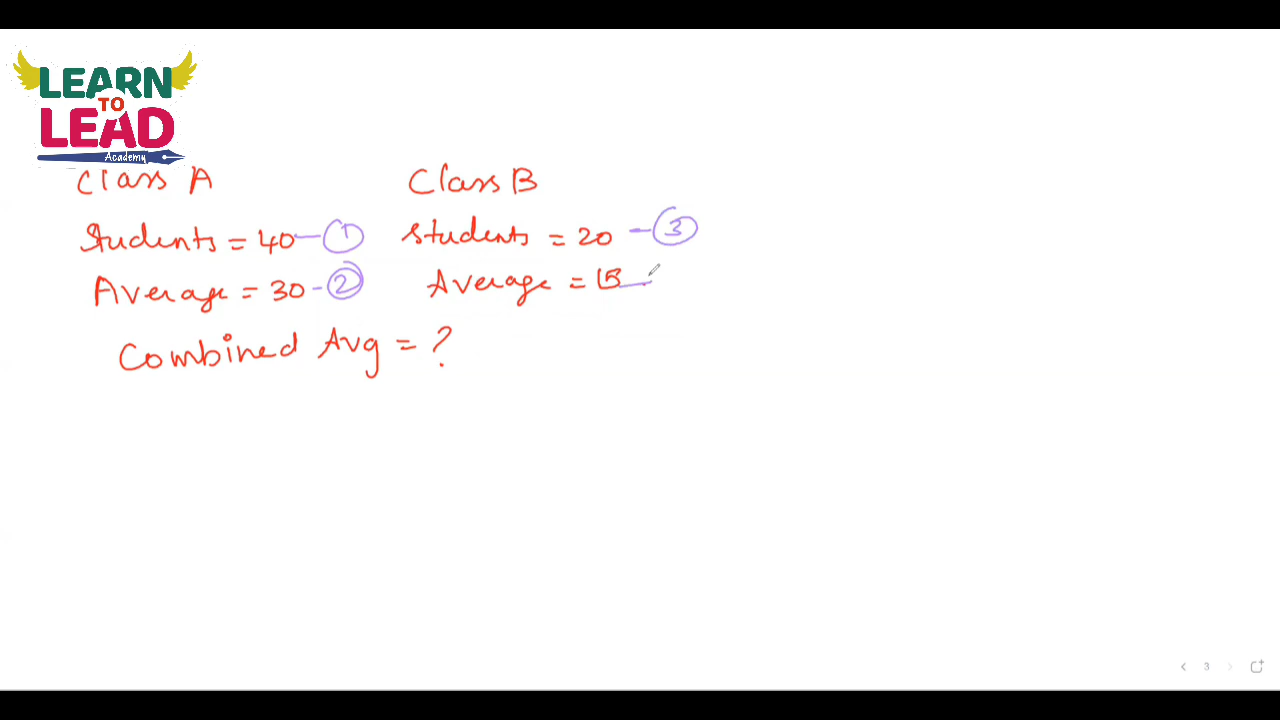 LEARN
TO
LEAD
Academy
Class A
Students = 40 - 1
Average = 30 - 2
Class B
Students = 20 - 3
Average = 15
Combined Avg = ?
3